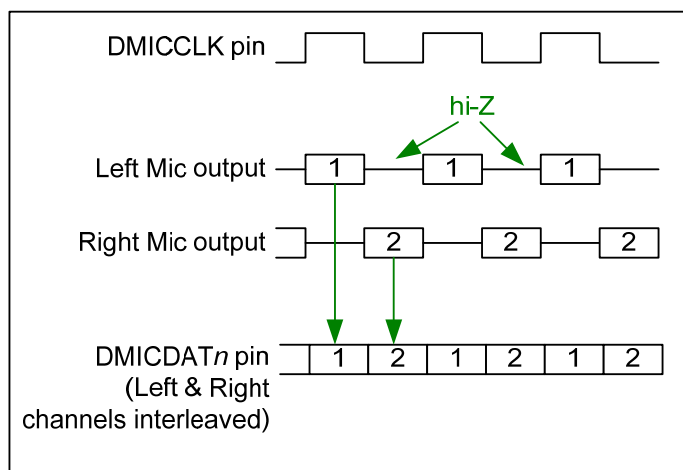 DMICCLK pin
hi-Z
Left Mic output 1 1 1
Right Mic output 2 2 2
DMICDATn pin 1 2 1 2 1 2
(Left & Right
channels interleaved)